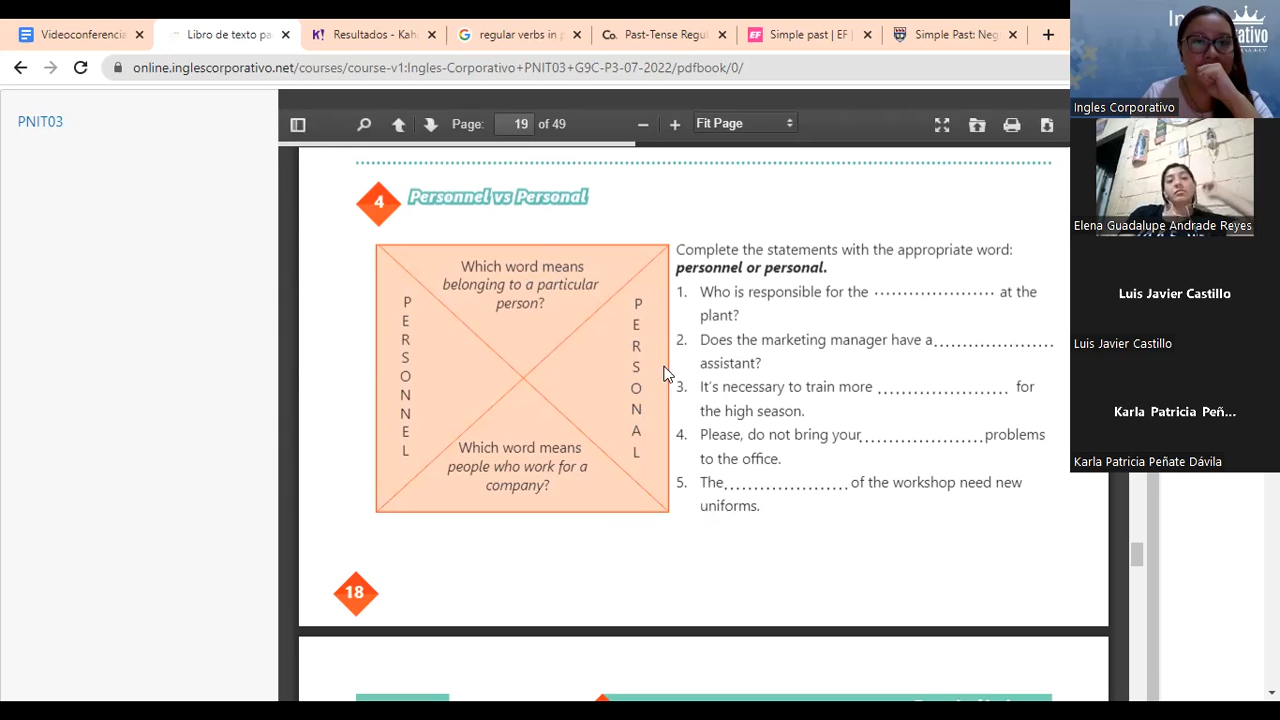 Videoconferencia
Libro de texto pa
Resultados - Kah
regular verbs in p
Past-Tense Regu
Simple past | EF |
Simple Past: Neg
online.inglescorporativo.net/courses/course-v1:Ingles-Corporativo+PNIT03+G9C-P3-07-2022/pdfbook/0/
PNIT03
Page: 19 of 49
Fit Page
4 Personnel vs Personal
Which word means
belonging to a particular
person?
PERSONNEL
PERSONAL
Which word means
people who work for a
company?
Complete the statements with the appropriate word:
personnel or personal.
1. Who is responsible for the ..................... at the
plant?
2. Does the marketing manager have a.....................
assistant?
3. It's necessary to train more ...................... for
the high season.
4. Please, do not bring your.....................problems
to the office.
5. The.....................of the workshop need new
uniforms.
18
Ingles Corporativo
Elena Guadalupe Andrade Reyes
Luis Javier Castillo
Luis Javier Castillo
Karla Patricia Peñ...
Karla Patricia Peñate Dávila